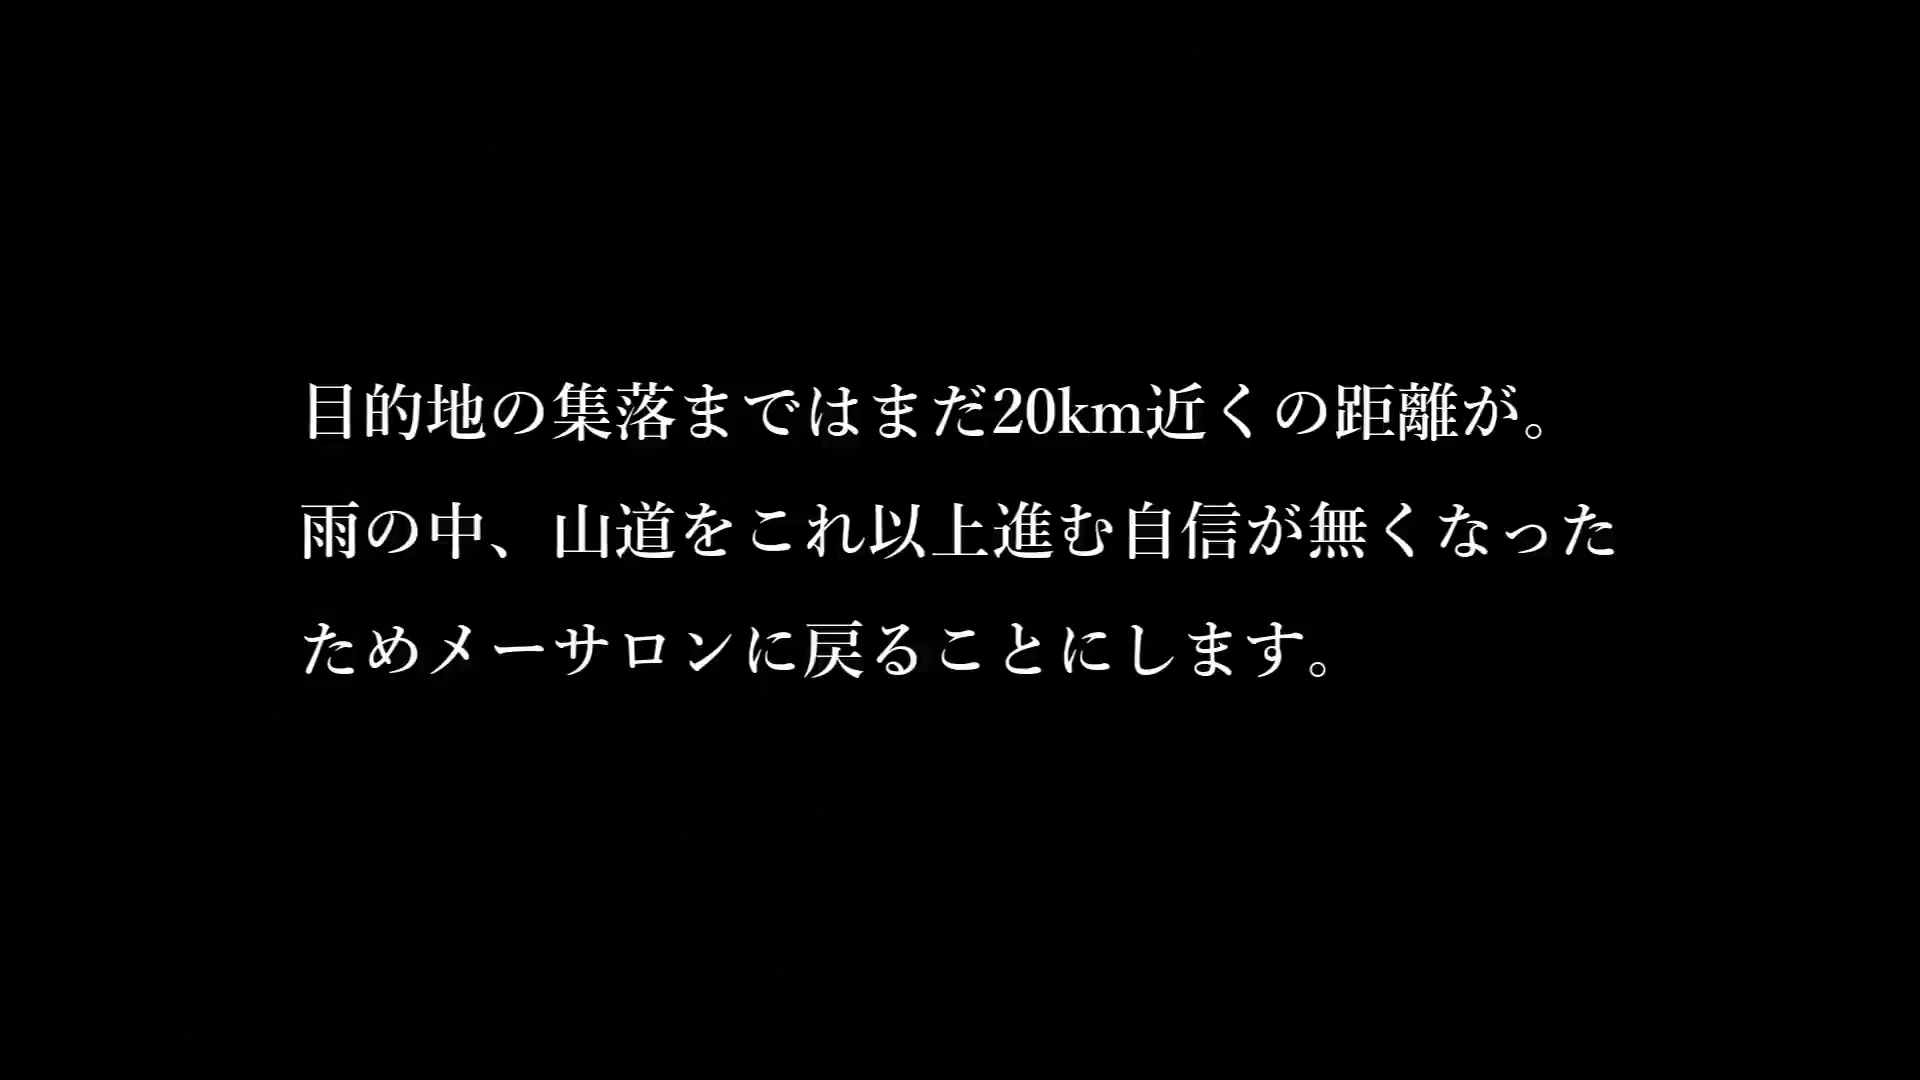 目的地の集落まではまだ20km近くの距離が。
雨の中、山道をこれ以上進む自信が無くなった
ためメーサロンに戻ることにします。